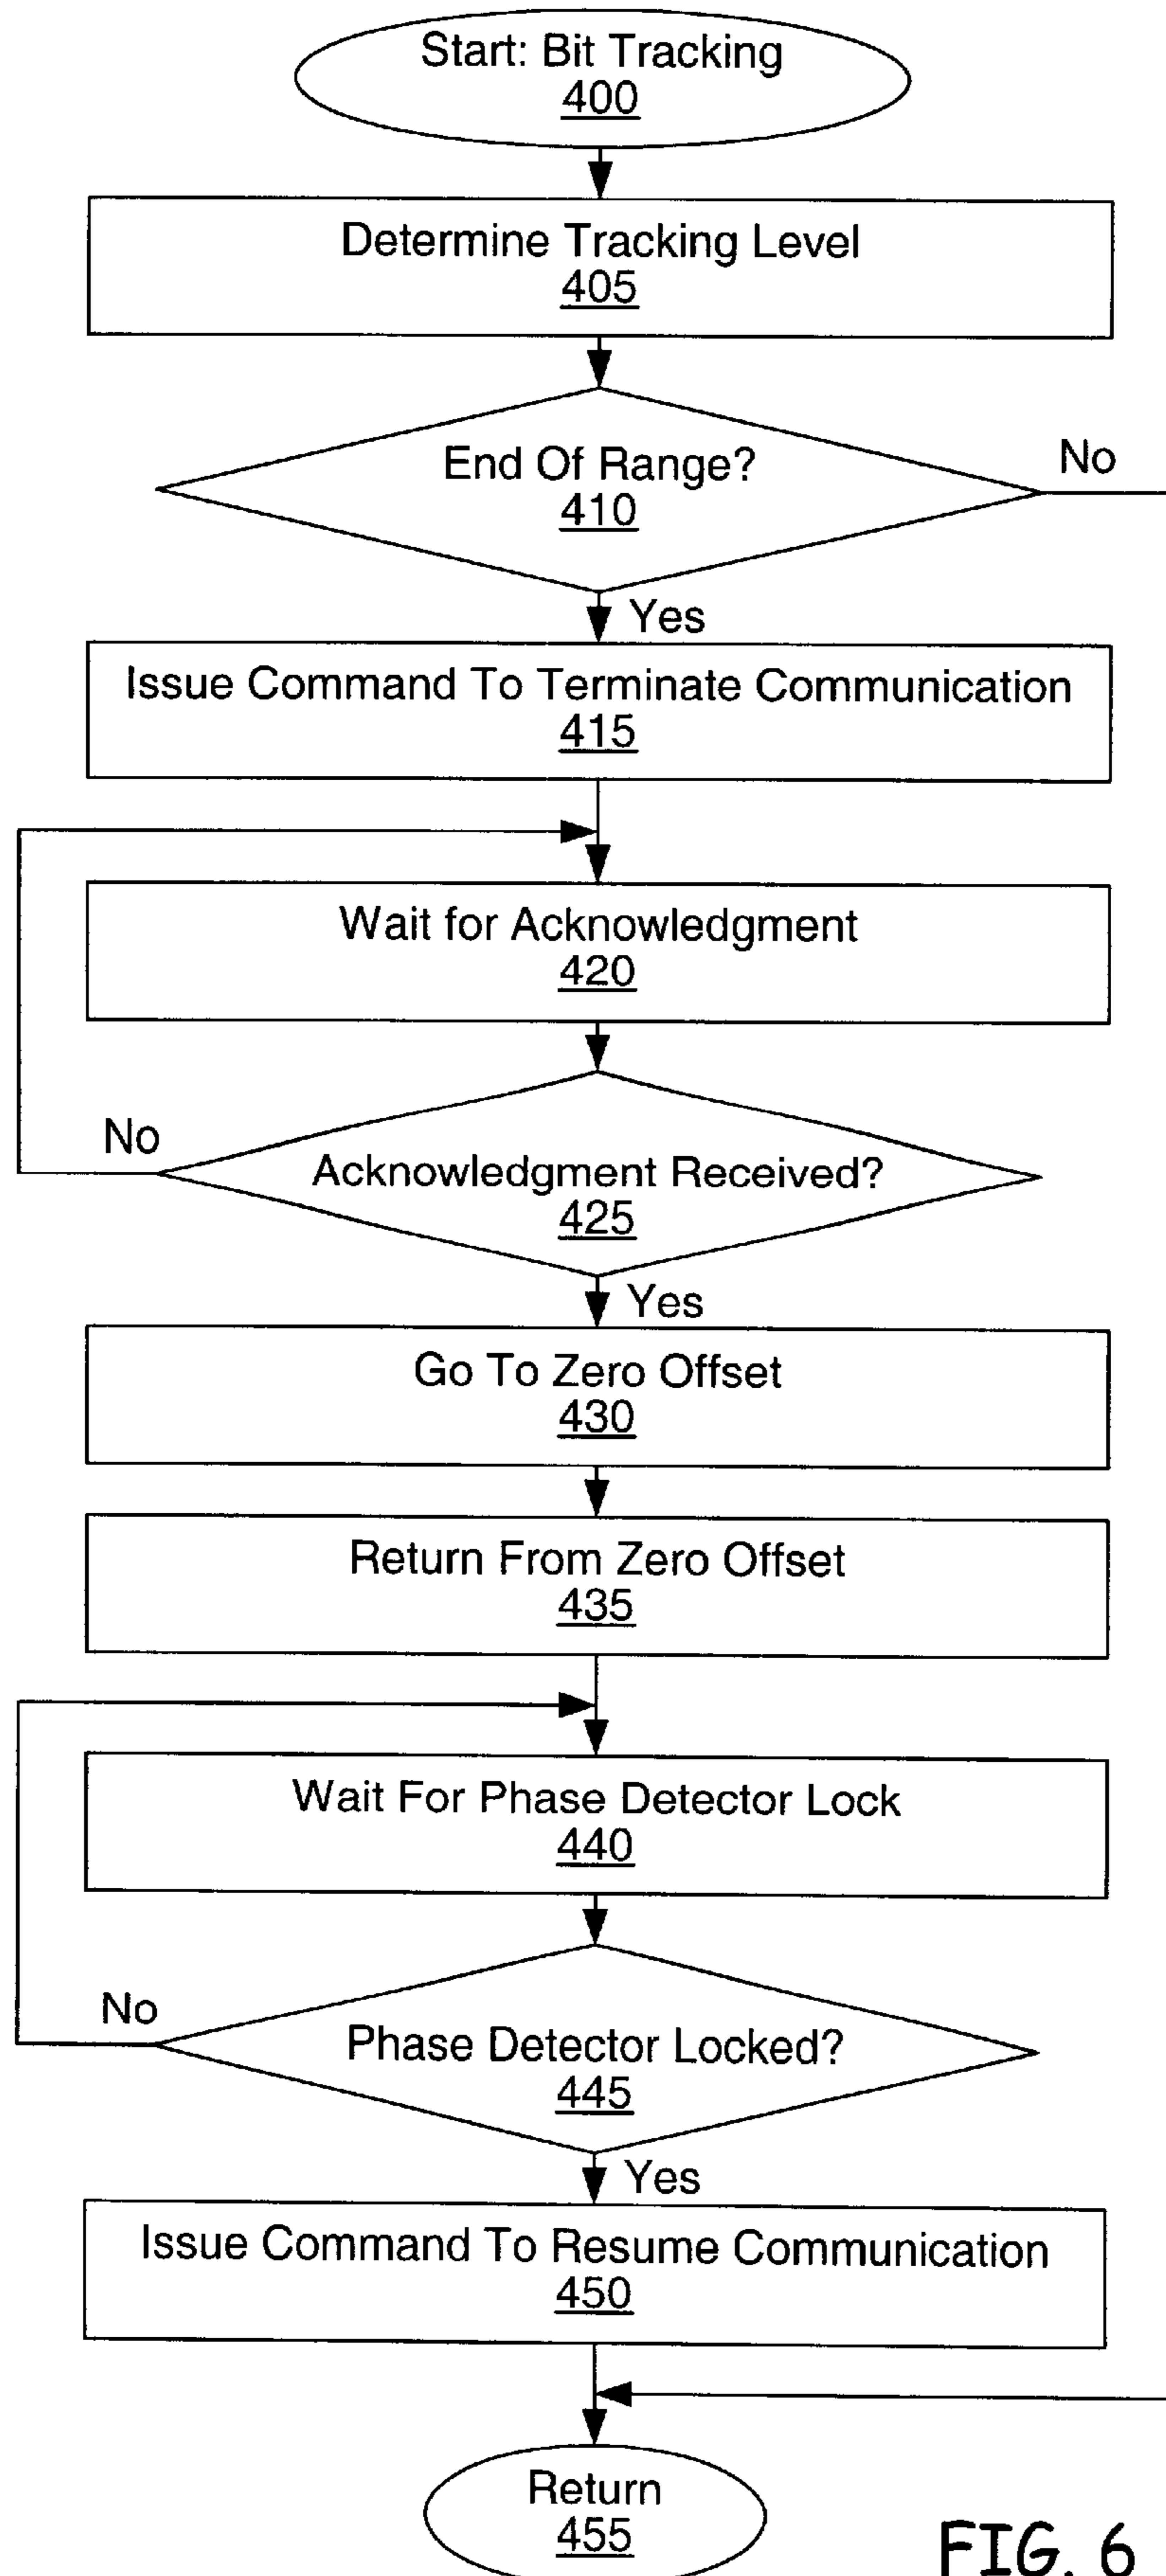 Start: Bit Tracking
400
Determine Tracking Level
405
End Of Range?
410
No
Yes
Issue Command To Terminate Communication
415
Wait for Acknowledgment
420
No
Acknowledgment Received?
425
Yes
Go To Zero Offset
430
Return From Zero Offset
435
Wait For Phase Detector Lock
440
No
Phase Detector Locked?
445
Yes
Issue Command To Resume Communication
450
Return
455
FIG. 6